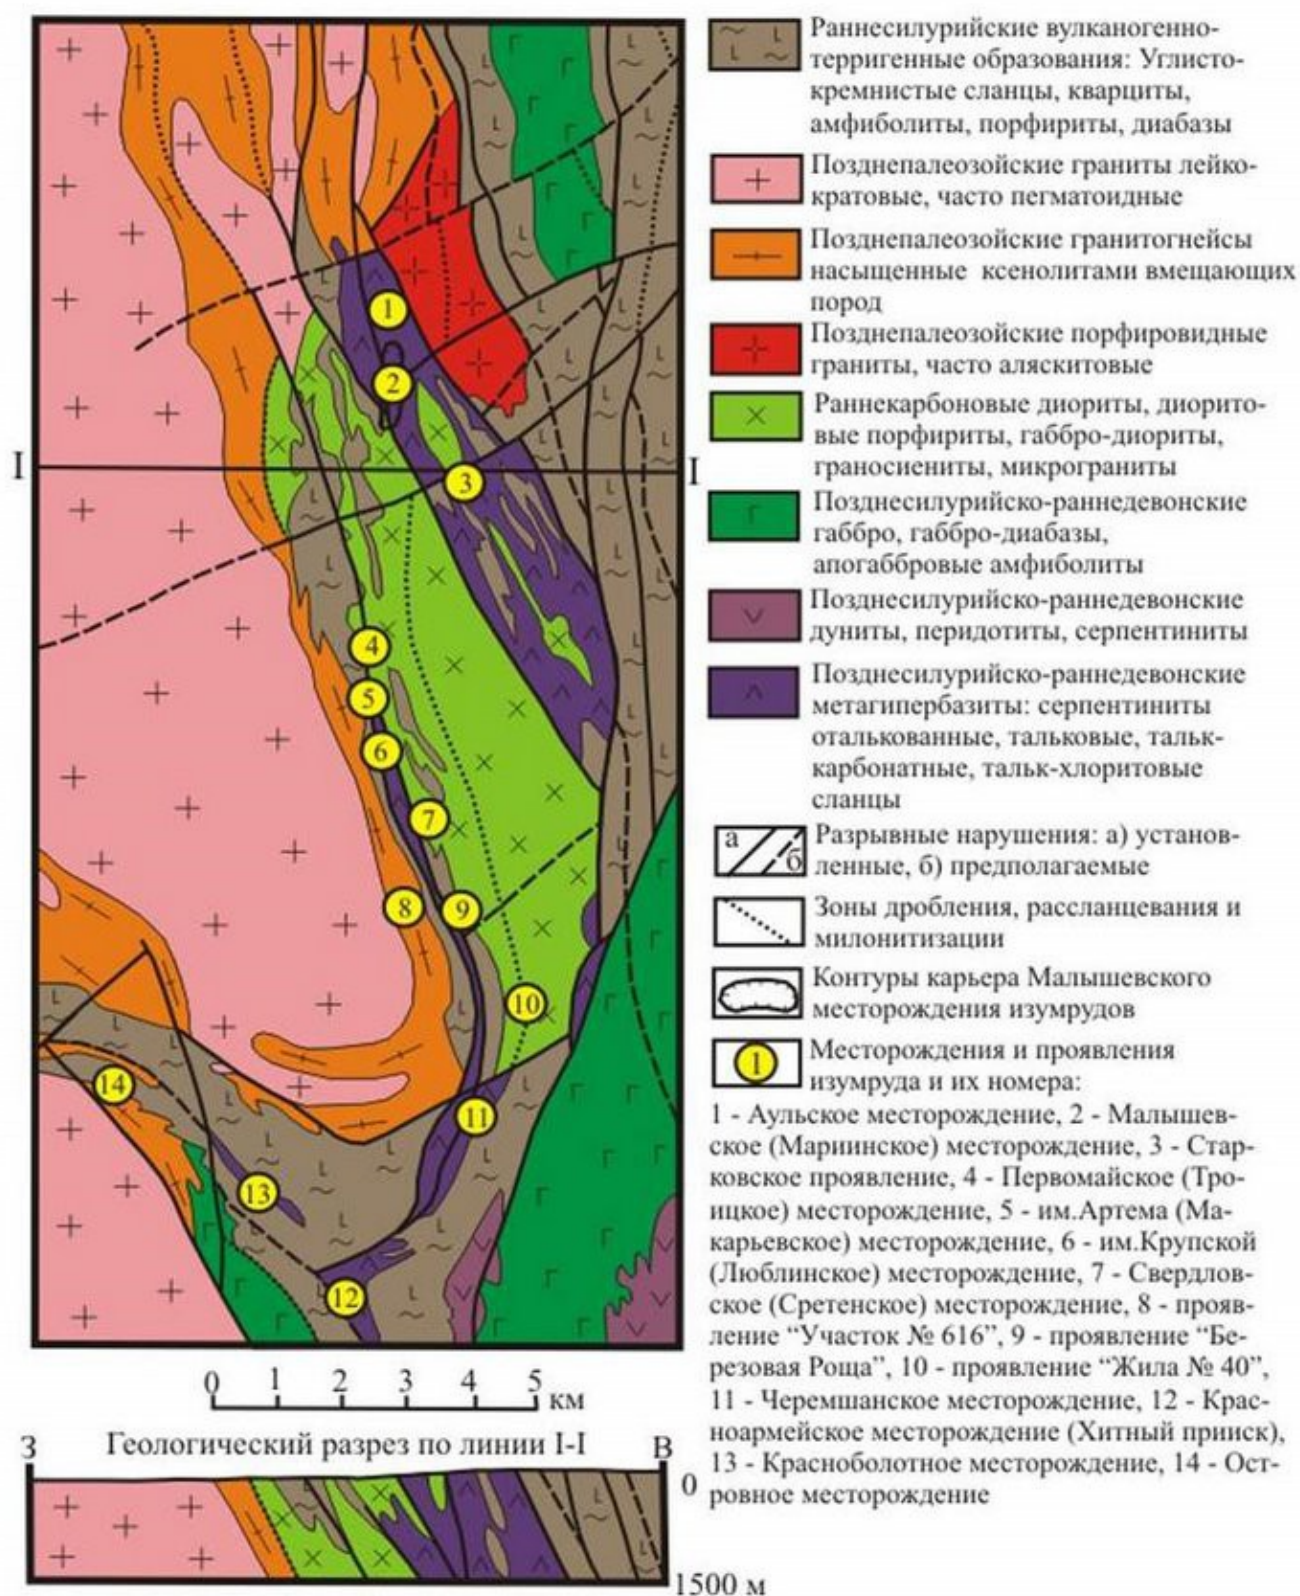 Раннесилурийские вулканогенно-
терригенные образования: Углисто-
кремнистые сланцы, кварциты,
амфиболиты, порфириты, диабазы
Позднепалеозойские граниты лейко-
кратовые, часто пегматоидные
Позднепалеозойские гранитогнейсы
насыщенные ксенолитами вмещающих
пород
Позднепалеозойские порфировидные
граниты, часто аляскитовые
Раннекарбоновые диориты, диорито-
вые порфириты, габбро-диориты,
граносиениты, микрограниты
Позднесилурийско-раннедевонские
габбро, габбро-диабазы,
апогаббровые амфиболиты
Позднесилурийско-раннедевонские
дуниты, перидотиты, серпентиниты
Позднесилурийско-раннедевонские
метагипербазиты: серпентиниты
оталькованные, тальковые, тальк-
карбонатные, тальк-хлоритовые
сланцы
а б
Разрывные нарушения: а) установ-
ленные, б) предполагаемые
Зоны дробления, рассланцевания и
милонитизации
Контуры карьера Малышевского
месторождения изумрудов
1
Месторождения и проявления
изумруда и их номера:
1 - Аульское месторождение, 2 - Малышев-
ское (Мариинское) месторождение, 3 - Стар-
ковское проявление, 4 - Первомайское (Тро-
ицкое) месторождение, 5 - им.Артема (Ма-
карьевское) месторождение, 6 - им.Крупской
(Люблинское) месторождение, 7 - Свердлов-
ское (Сретенское) месторождение, 8 - прояв-
ление “Участок № 616”, 9 - проявление “Бе-
резовая Роща”, 10 - проявление “Жила № 40”,
11 - Черемшанское месторождение, 12 - Крас-
ноармейское месторождение (Хитный прииск),
13 - Красноболотное месторождение, 14 - Ост-
ровное месторождение
1
2
I I
3
4
5
6
7
8 9
10
14
11
13
12
0 1 2 3 4 5 км
З Геологический разрез по линии I-I В
0
1500 м